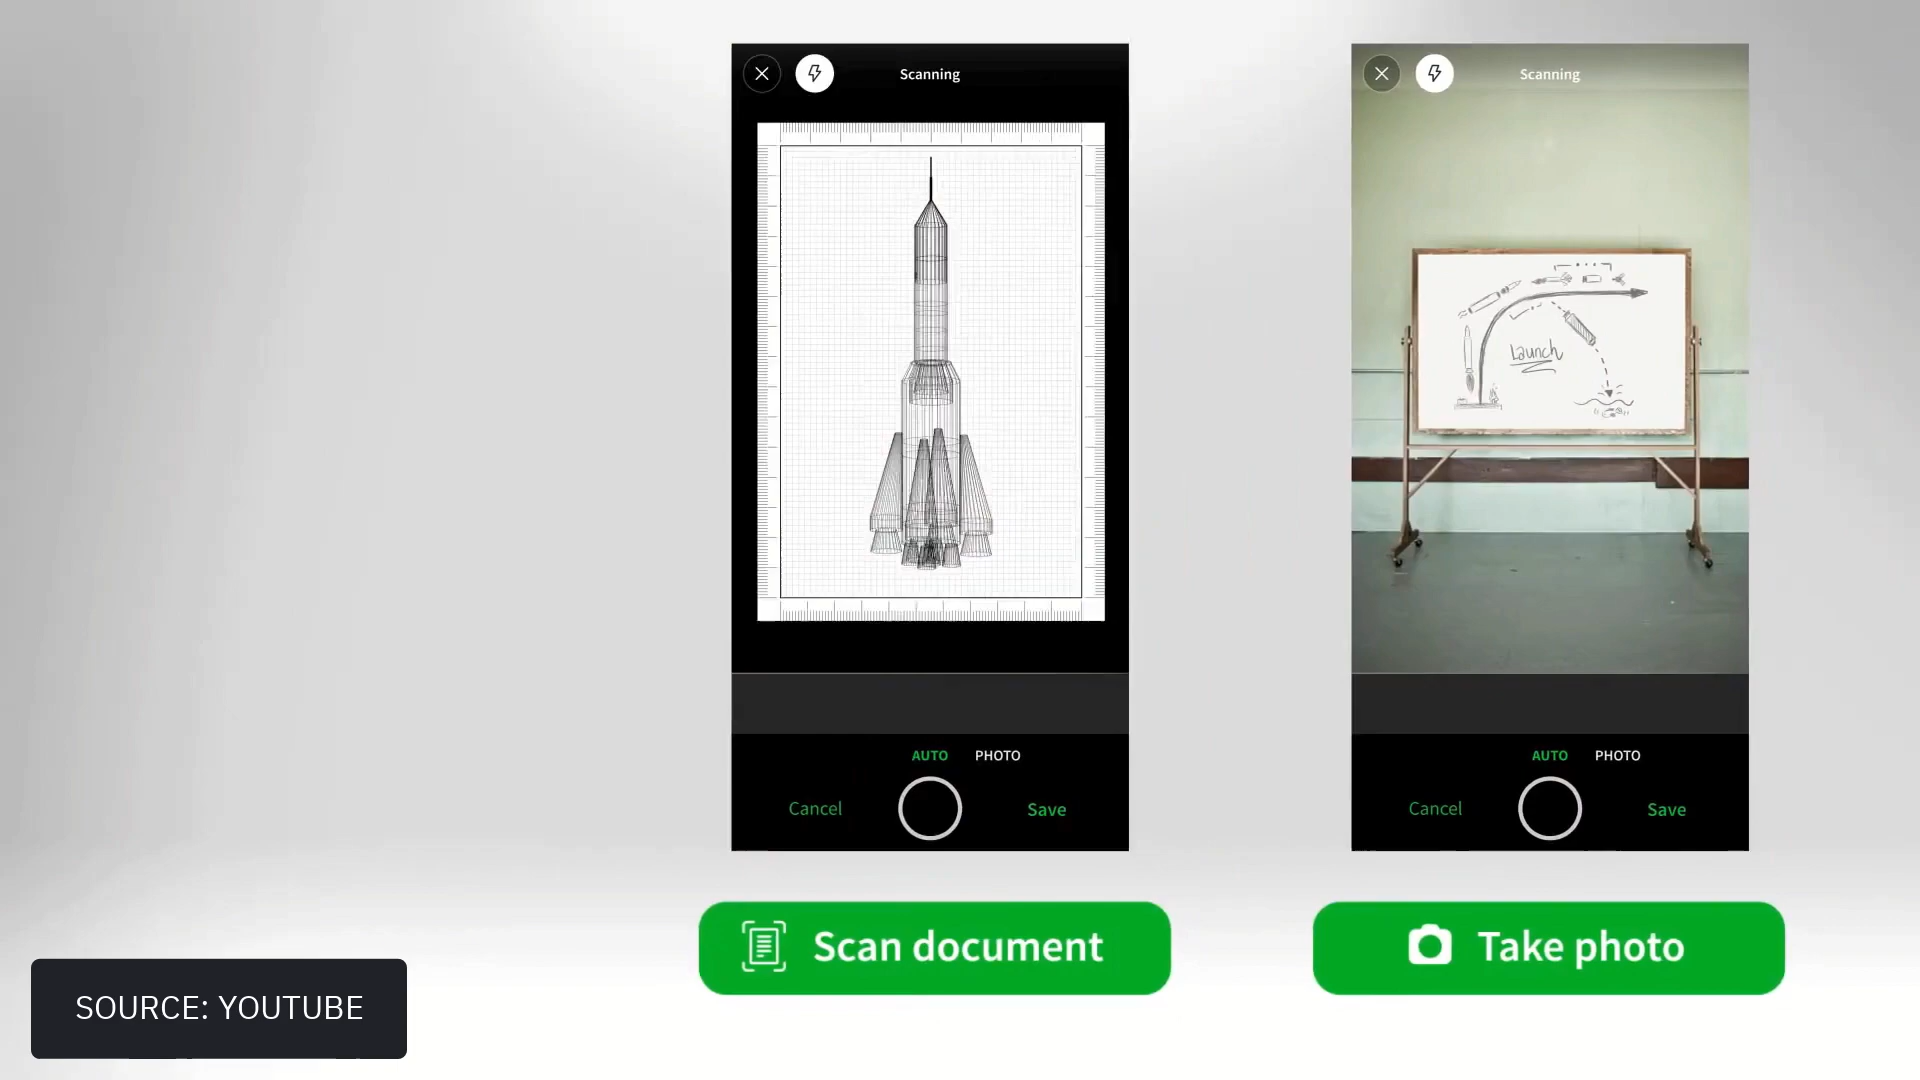 Scanning
AUTO PHOTO
Cancel
Save
Scan document
Scanning
Launch
AUTO PHOTO
Cancel
Save
Take photo
SOURCE: YOUTUBE